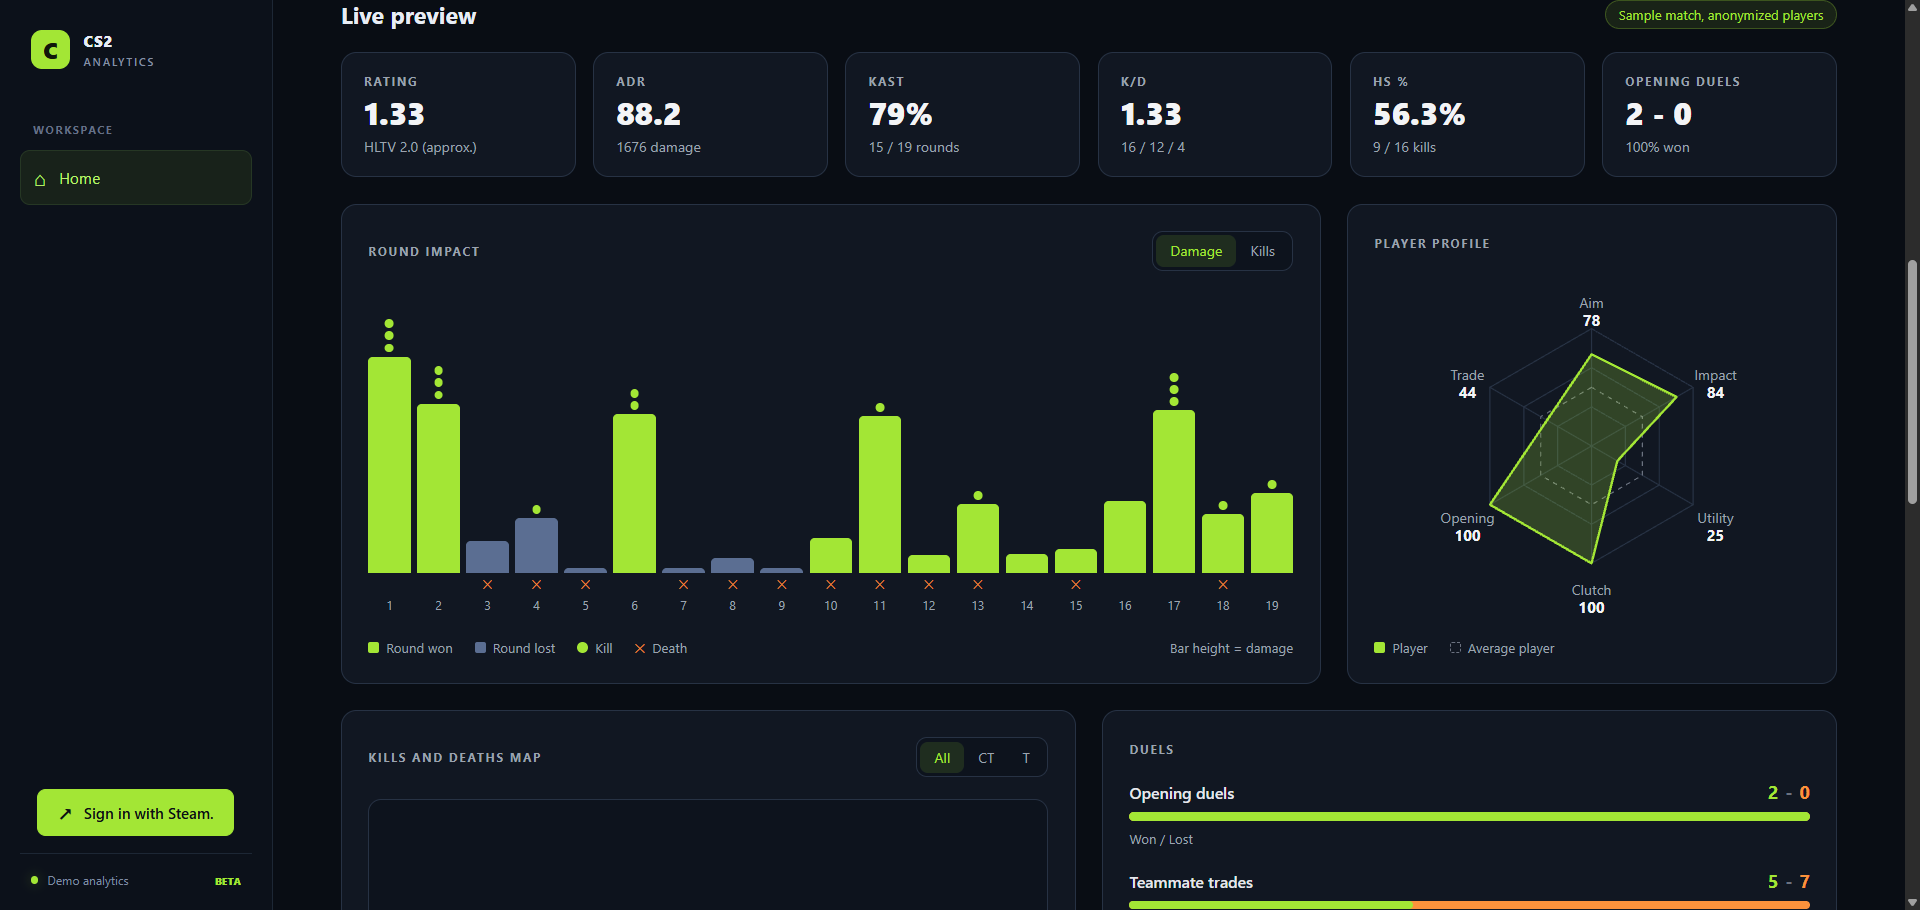 C
CS2
ANALYTICS
WORKSPACE
Home
Sign in with Steam.
Demo analytics
BETA
Live preview
Sample match, anonymized players
RATING
1.33
HLTV 2.0 (approx.)
ADR
88.2
1676 damage
KAST
79%
15 / 19 rounds
K/D
1.33
16 / 12 / 4
HS %
56.3%
9 / 16 kills
OPENING DUELS
2 - 0
100% won
ROUND IMPACT
Damage
Kills
1 2 3 4 5 6 7 8 9 10 11 12 13 14 15 16 17 18 19
Round won
Round lost
Kill
Death
Bar height = damage
PLAYER PROFILE
Aim
78
Trade
44
Impact
84
Opening
100
Utility
25
Clutch
100
Player
Average player
KILLS AND DEATHS MAP
All
CT
T
DUELS
Opening duels
2 - 0
Won / Lost
Teammate trades
5 - 7